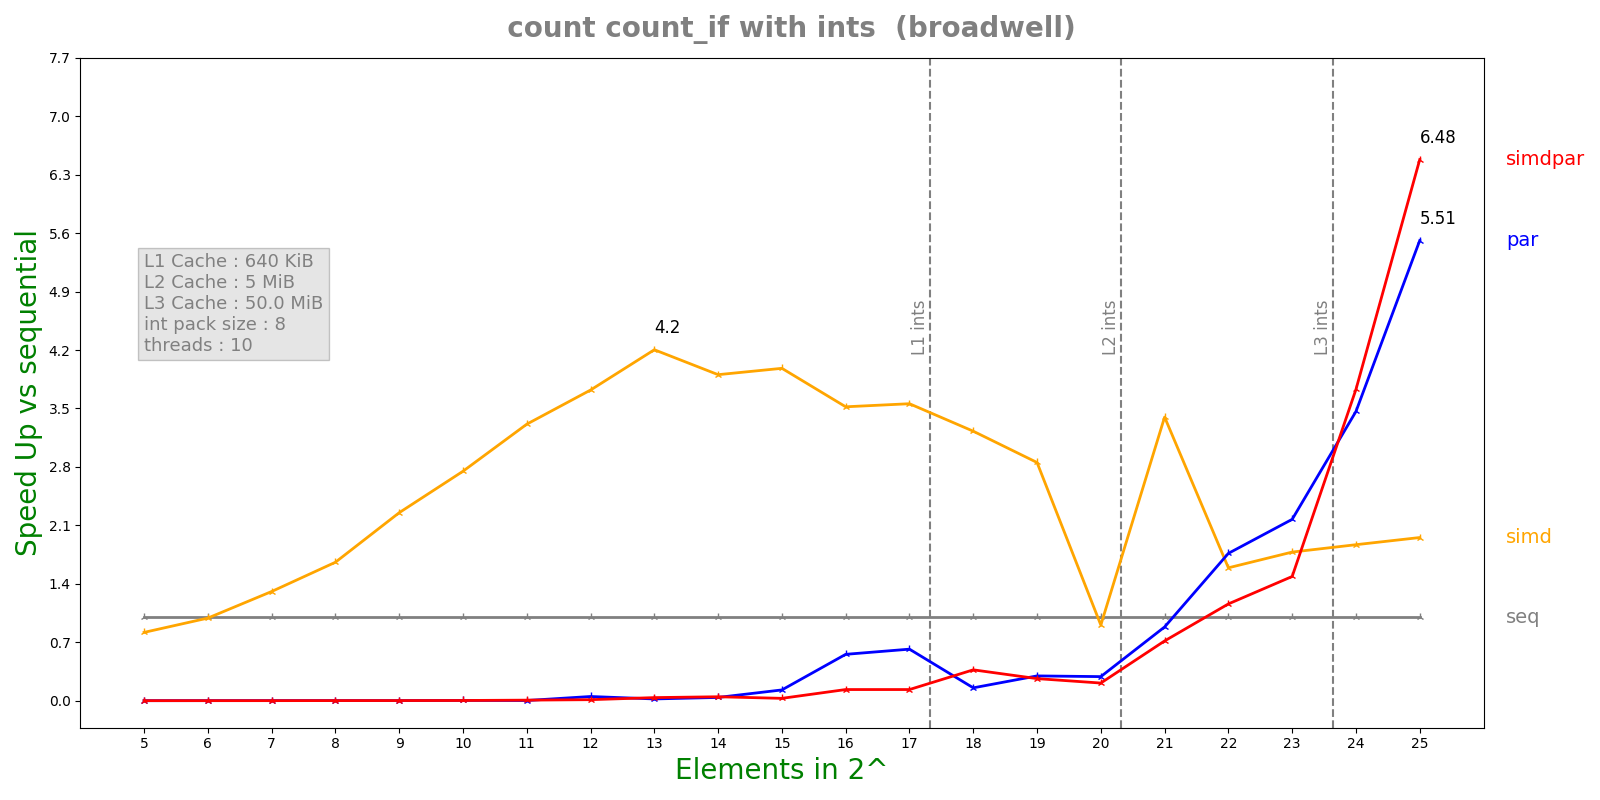 count count_if with ints  (broadwell)
7.7
7.0
6.3
5.6
4.9
4.2
3.5
2.8
2.1
1.4
0.7
0.0
Speed Up vs sequential
L1 Cache : 640 KiB
L2 Cache : 5 MiB
L3 Cache : 50.0 MiB
int pack size : 8
threads : 10
4.2
L1 ints
L2 ints
L3 ints
6.48
5.51
simdpar
par
simd
seq
5 6 7 8 9 10 11 12 13 14 15 16 17 18 19 20 21 22 23 24 25
Elements in 2^